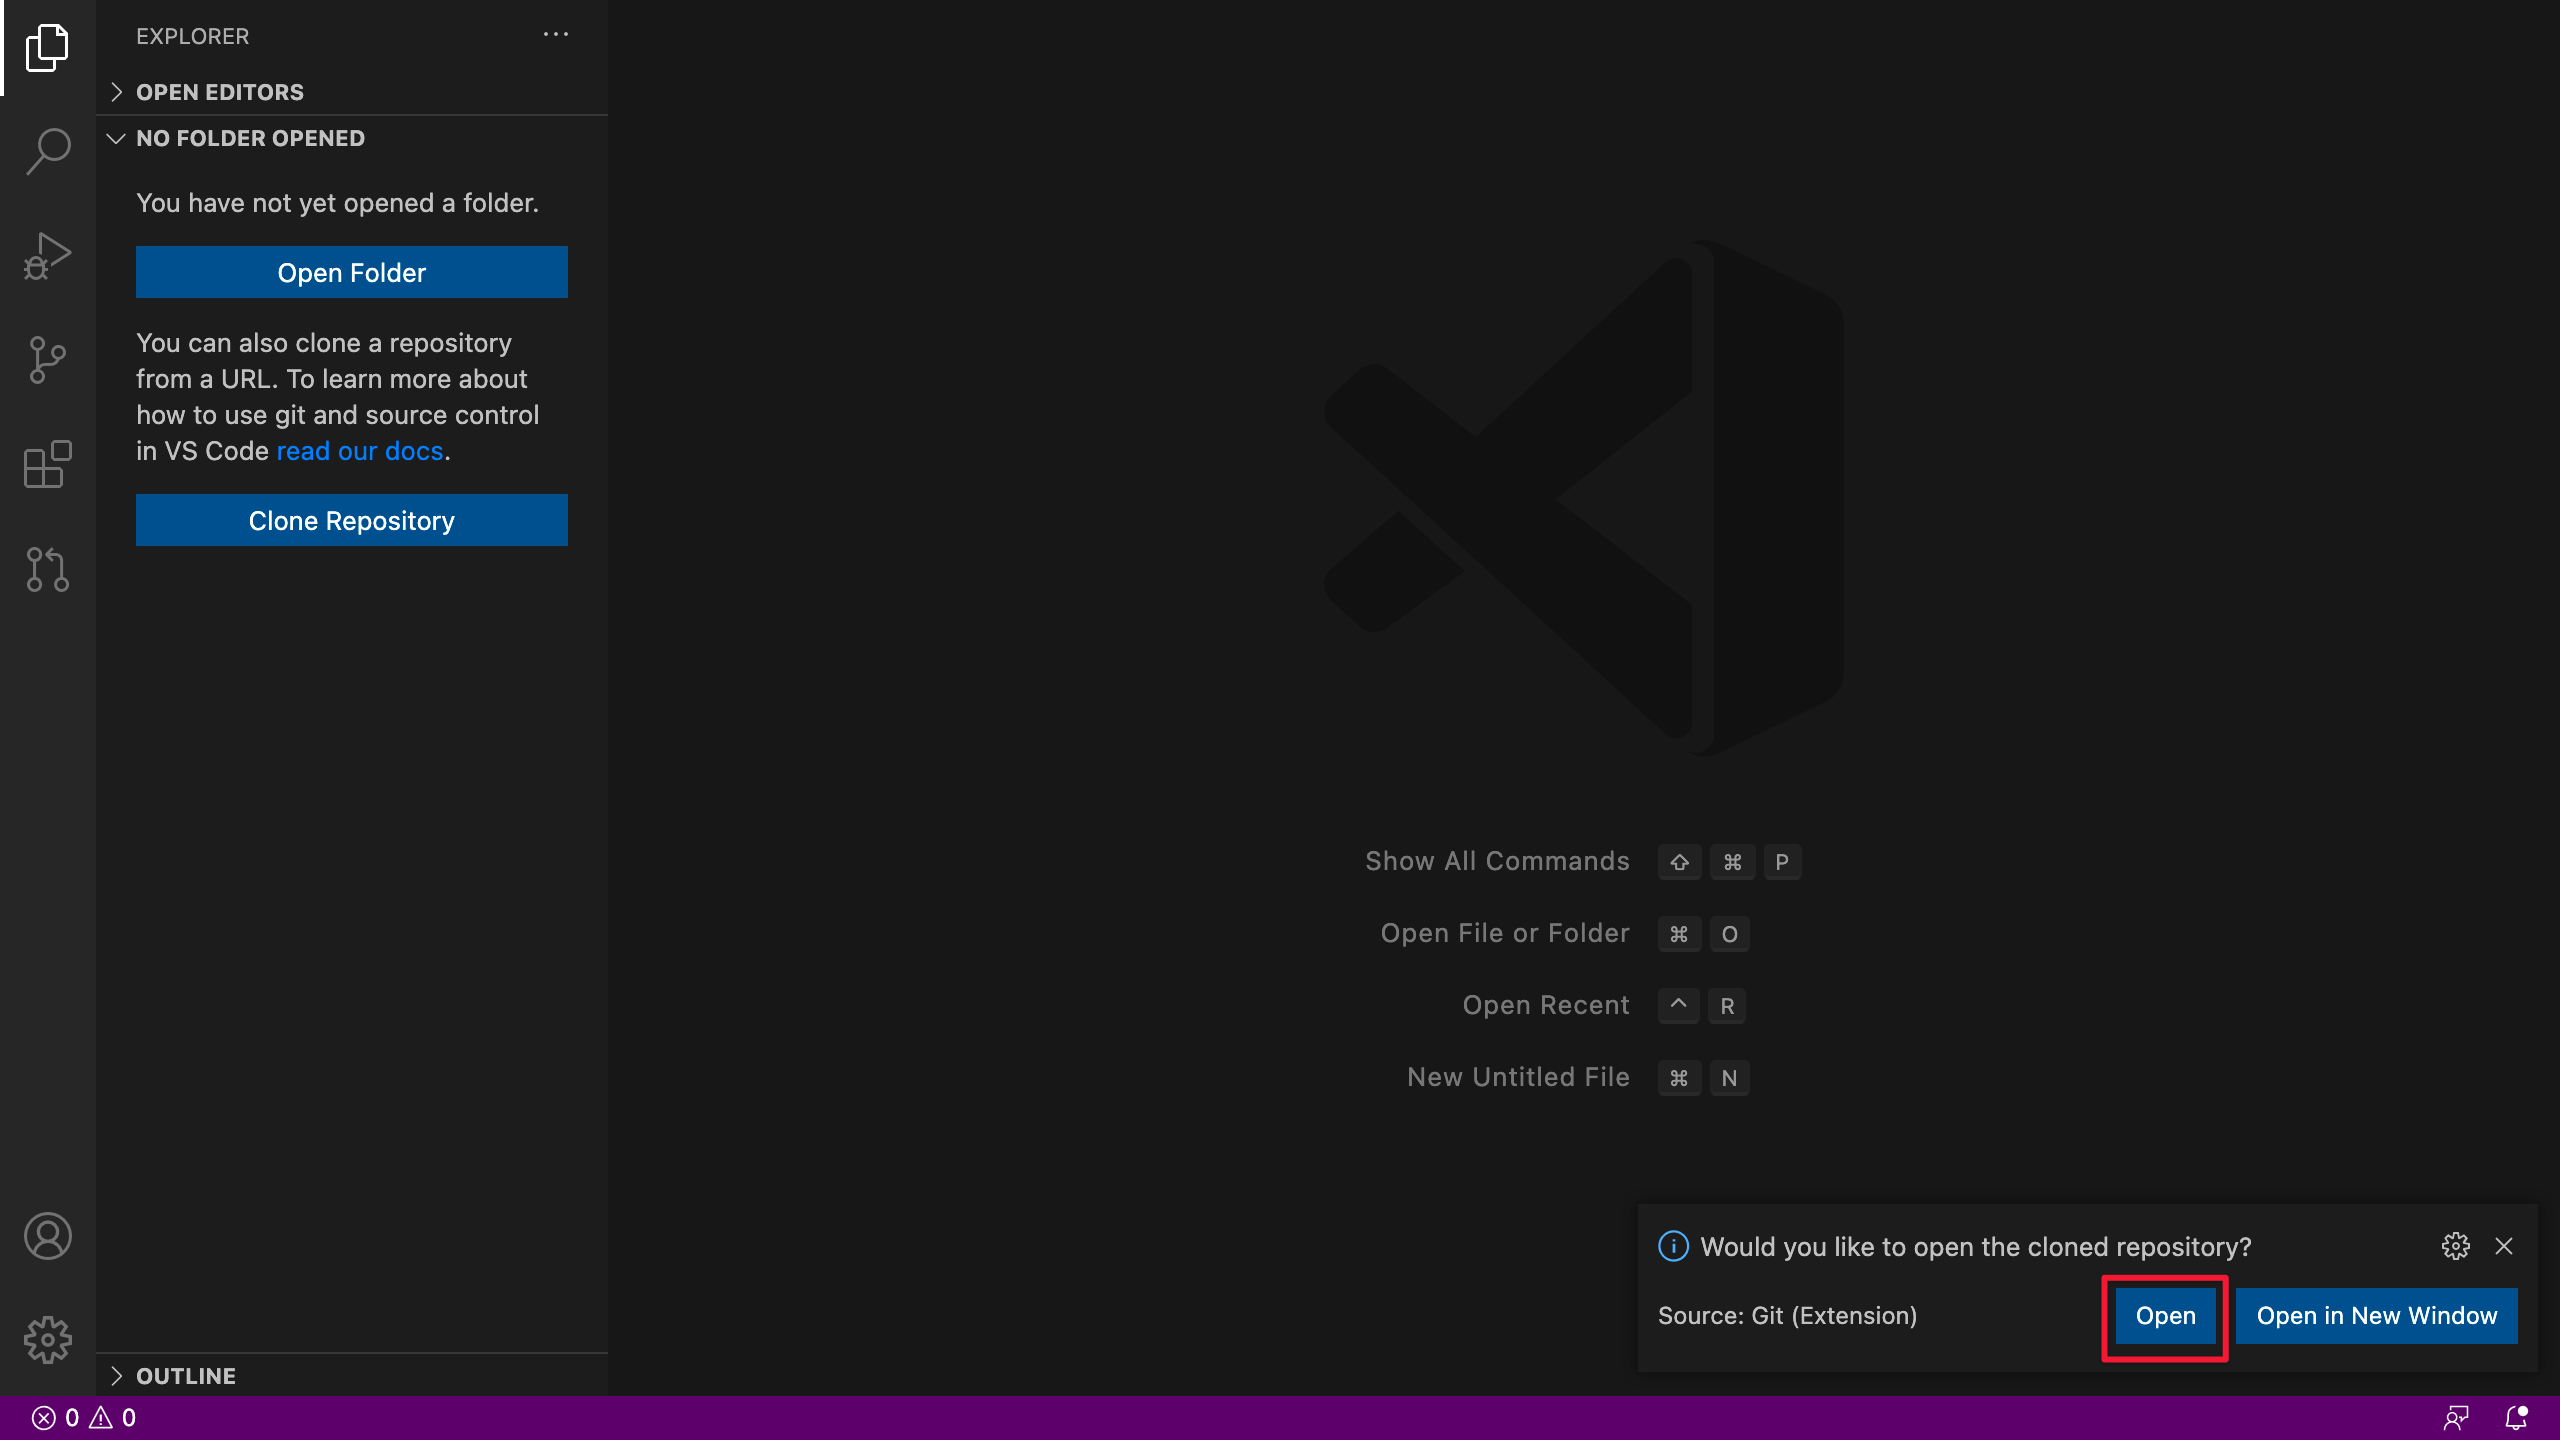 EXPLORER
OPEN EDITORS
NO FOLDER OPENED
You have not yet opened a folder.
Open Folder
You can also clone a repository
from a URL. To learn more about
how to use git and source control
in VS Code read our docs.
Clone Repository
OUTLINE
Show All Commands ⇧ ⌘ P
Open File or Folder ⌘ O
Open Recent ⌃ R
New Untitled File ⌘ N
Would you like to open the cloned repository?
Source: Git (Extension)
Open
Open in New Window
0 0